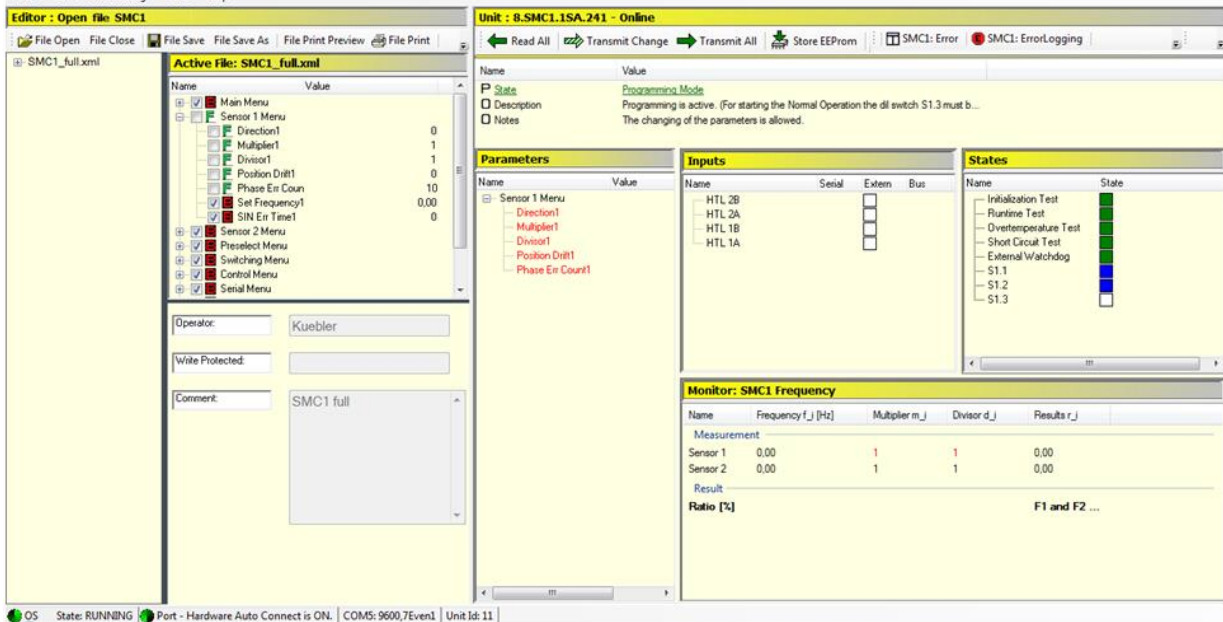 Editor : Open file SMC1
File Open File Close File Save File Save As File Print Preview File Print
SMC1_full.xml
Active File: SMC1_full.xml
Name Value
Main Menu
Sensor 1 Menu
Direction1 0
Multiplier1 1
Divisor1 1
Position Drift1 0
Phase Err Coun 10
Set Frequency1 0,00
SIN Err Time1 0
Sensor 2 Menu
Preselect Menu
Switching Menu
Control Menu
Serial Menu
Operator: Kuebler
Write Protected:
Comment: SMC1 full
Unit : 8.SMC1.1SA.241 - Online
Read All Transmit Change Transmit All Store EEProm SMC1: Error SMC1: ErrorLogging
Name Value
State Programming Mode
Description Programming is active. (For starting the Normal Operation the dil switch S1.3 must b...
Notes The changing of the parameters is allowed.
Parameters
Name Value
Sensor 1 Menu
Direction1
Multiplier1
Divisor1
Position Drift1
Phase Err Count1
Inputs
Name Serial Extern Bus
HTL 2B
HTL 2A
HTL 1B
HTL 1A
States
Name State
Initialization Test
Runtime Test
Overtemperature Test
Short Circuit Test
External Watchdog
S1.1
S1.2
S1.3
Monitor: SMC1 Frequency
Name Frequency f_i [Hz] Multiplier m_i Divisor d_i Results r_i
Measurement
Sensor 1 0,00 1 1 0,00
Sensor 2 0,00 1 1 0,00
Result
Ratio [%] F1 and F2 ...
OS State: RUNNING Port - Hardware Auto Connect is ON. COM5: 9600,7Even1 Unit Id: 11